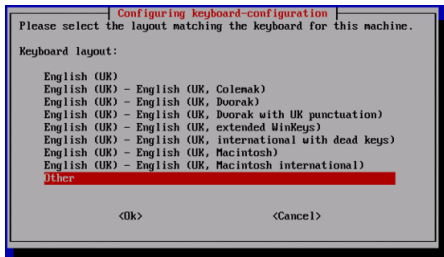 Configuring keyboard-configuration
Please select the layout matching the keyboard for this machine.
Keyboard layout:
English (UK)
English (UK) - English (UK, Colemak)
English (UK) - English (UK, Dvorak)
English (UK) - English (UK, Dvorak with UK punctuation)
English (UK) - English (UK, extended WinKeys)
English (UK) - English (UK, international with dead keys)
English (UK) - English (UK, Macintosh)
English (UK) - English (UK, Macintosh international)
Other
<Ok> <Cancel>